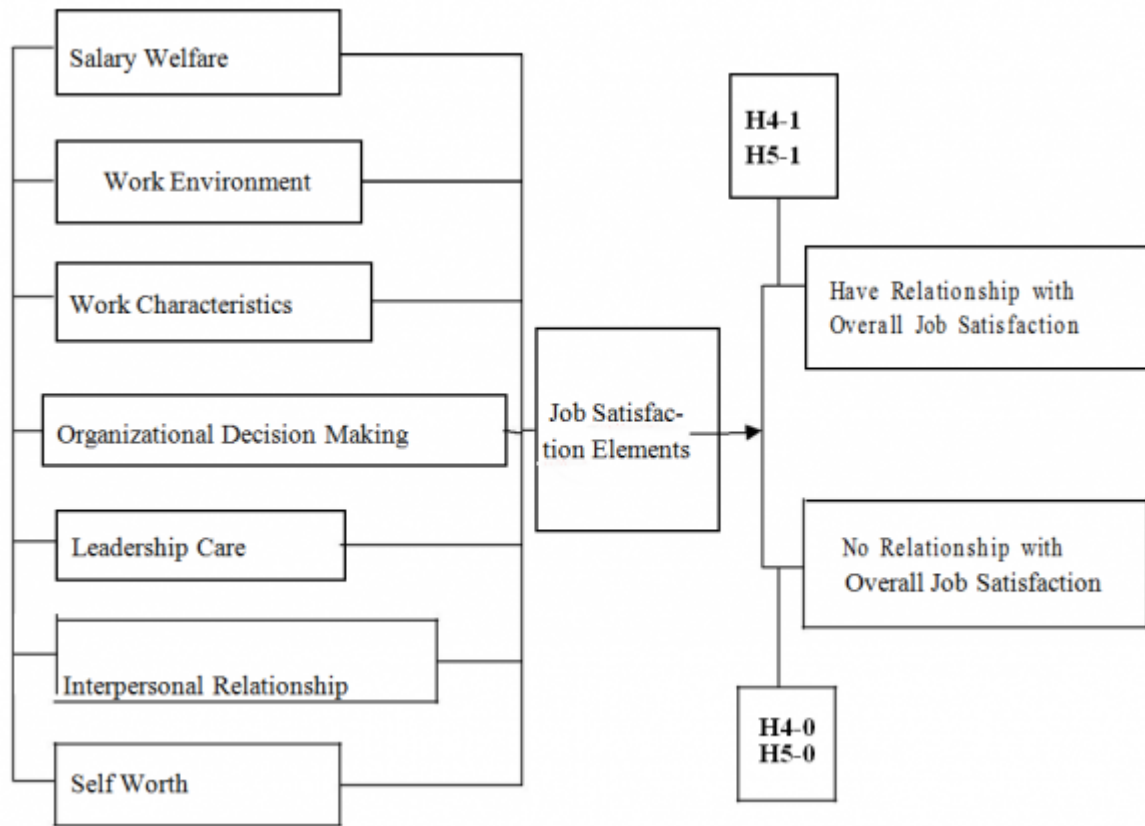 Salary Welfare
Work Environment
Work Characteristics
Organizational Decision Making
Leadership Care
Interpersonal Relationship
Self Worth
Job Satisfac-
tion Elements
H4-1
H5-1
Have Relationship with
Overall Job Satisfaction
No Relationship with
Overall Job Satisfaction
H4-0
H5-0